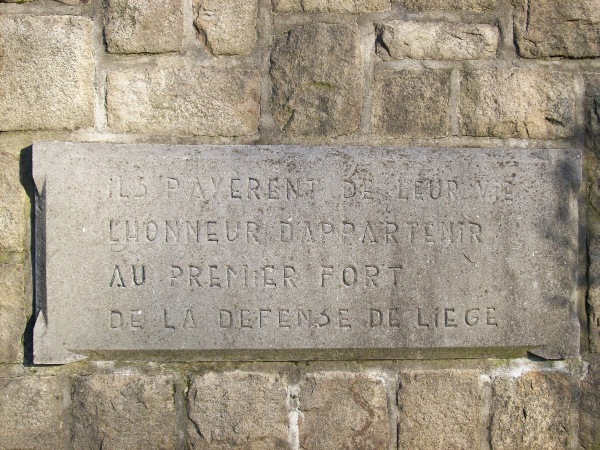 ILS PAYERENT DE LEUR VIE
L'HONNEUR D'APPARTENIR
AU PREMIER FORT
DE LA DEFENSE DE LIEGE